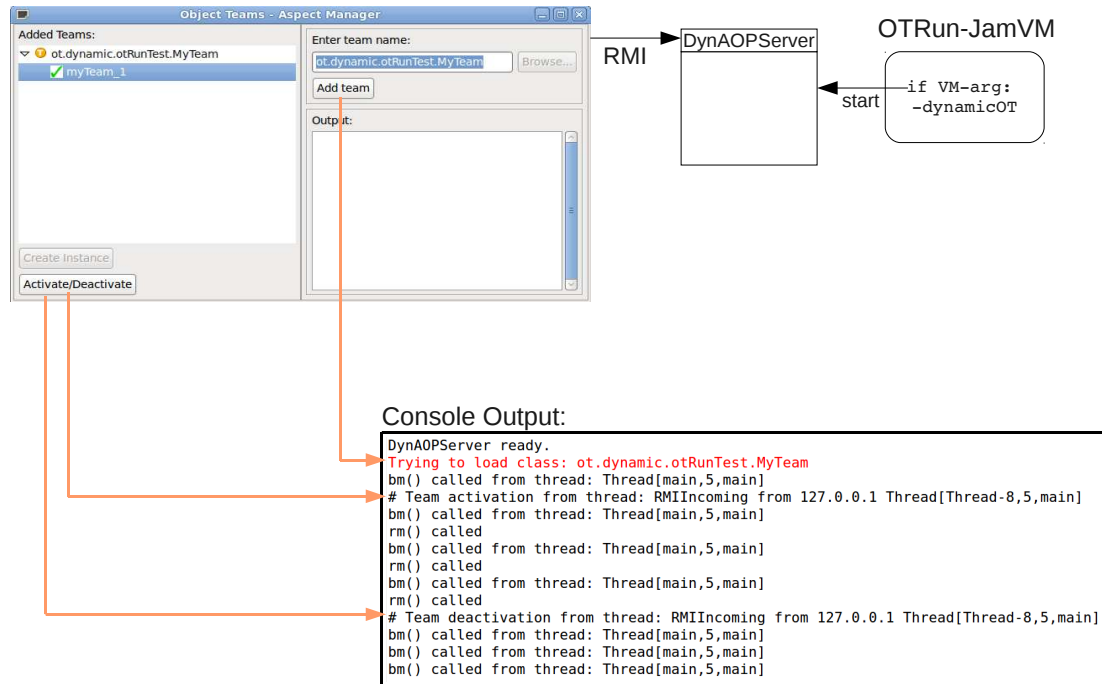 Object Teams - Aspect Manager
Added Teams:
ot.dynamic.otRunTest.MyTeam
myTeam_1
Create Instance
Activate/Deactivate
Enter team name:
ot.dynamic.otRunTest.MyTeam
Browse...
Add team
Output:
RMI
DynAOPServer
start
OTRun-JamVM
if VM-arg:
-dynamicOT
Console Output:
DynAOPServer ready.
Trying to load class: ot.dynamic.otRunTest.MyTeam
bm() called from thread: Thread[main,5,main]
# Team activation from thread: RMIIncoming from 127.0.0.1 Thread[Thread-8,5,main]
bm() called from thread: Thread[main,5,main]
rm() called
bm() called from thread: Thread[main,5,main]
rm() called
bm() called from thread: Thread[main,5,main]
rm() called
# Team deactivation from thread: RMIIncoming from 127.0.0.1 Thread[Thread-8,5,main]
bm() called from thread: Thread[main,5,main]
bm() called from thread: Thread[main,5,main]
bm() called from thread: Thread[main,5,main]